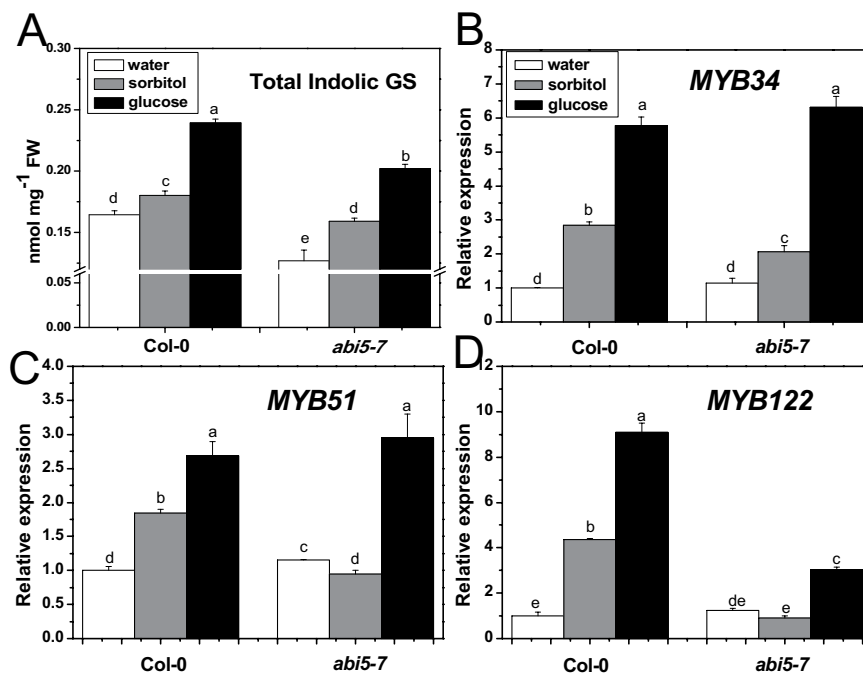 A
B
0.30
0.25
0.20
0.15
0.05
0.00
nmol mg-1 FW
water
sorbitol
glucose
Total Indolic GS
d
c
a
e
d
b
Col-0
abi5-7
8
7
6
5
4
3
2
1
0
Relative expression
water
sorbitol
glucose
MYB34
d
b
a
d
c
a
Col-0
abi5-7
C
D
4.0
3.5
3.0
2.5
2.0
1.5
1.0
0.5
0.0
Relative expression
MYB51
d
b
a
c
d
a
Col-0
abi5-7
12
10
8
6
4
2
0
Relative expression
MYB122
e
b
a
de
e
c
Col-0
abi5-7